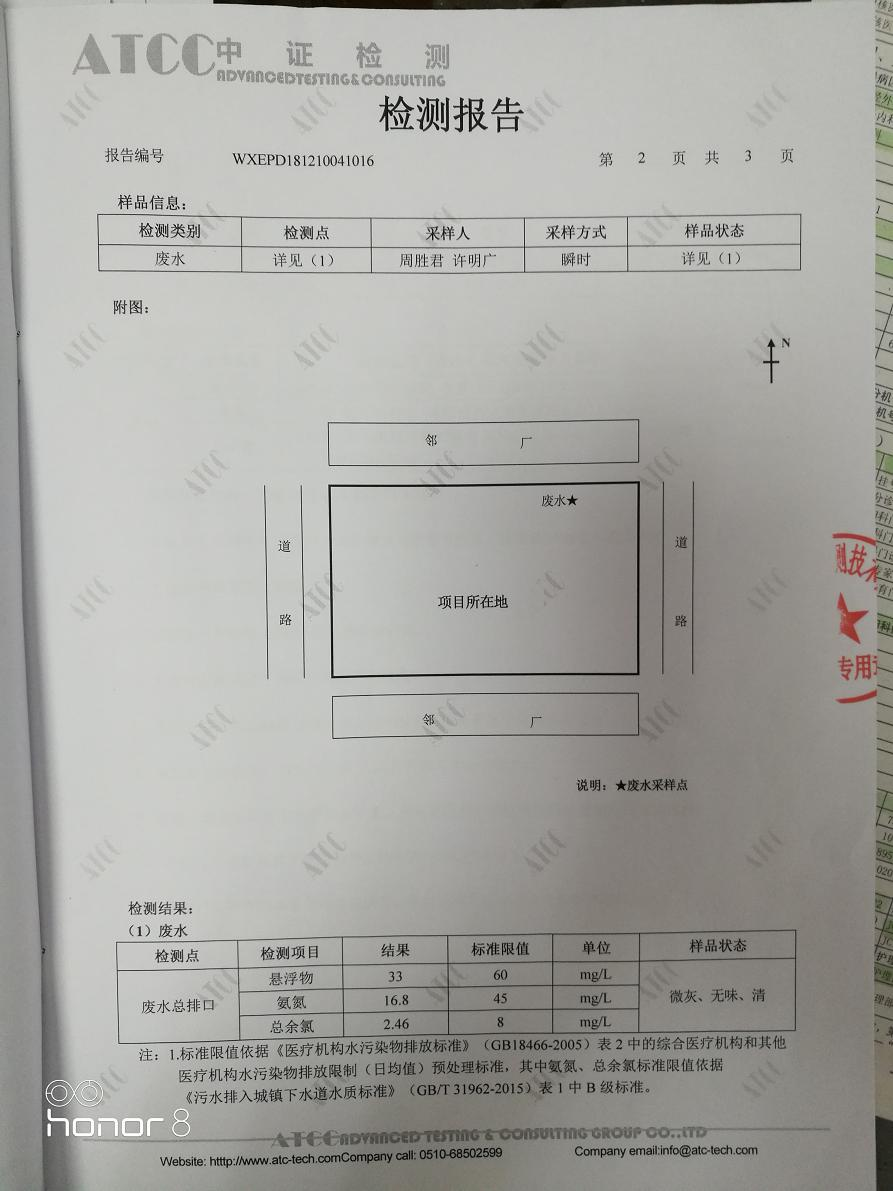 ATCC中 证 检 测
ADVANCEDTESTING&CONSULTING
检测报告
报告编号 WXEPD181210041016 第 2 页 共 3 页
样品信息：
检测类别 检测点 采样人 采样方式 样品状态
废水 详见（1） 周胜君 许明广 瞬时 详见（1）
附图：
N
邻 厂
废水★
道 路
项目所在地
道 路
邻 厂
说明：★废水采样点
测技
专用
检测结果：
（1）废水
检测点 检测项目 结果 标准限值 单位 样品状态
废水总排口 悬浮物 33 60 mg/L 微灰、无味、清
氨氮 16.8 45 mg/L
总余氯 2.46 8 mg/L
注：1.标准限值依据《医疗机构水污染物排放标准》（GB18466-2005）表 2 中的综合医疗机构和其他
医疗机构水污染物排放限制（日均值）预处理标准，其中氨氮、总余氯标准限值依据
《污水排入城镇下水道水质标准》（GB/T 31962-2015）表 1 中 B 级标准。
honor 8
ATCC ADVANCED TESTING & CONSULTING GROUP CO.,LTD
Website: htttp://www.atc-tech.comCompany call: 0510-68502599 Company email:info@atc-tech.com